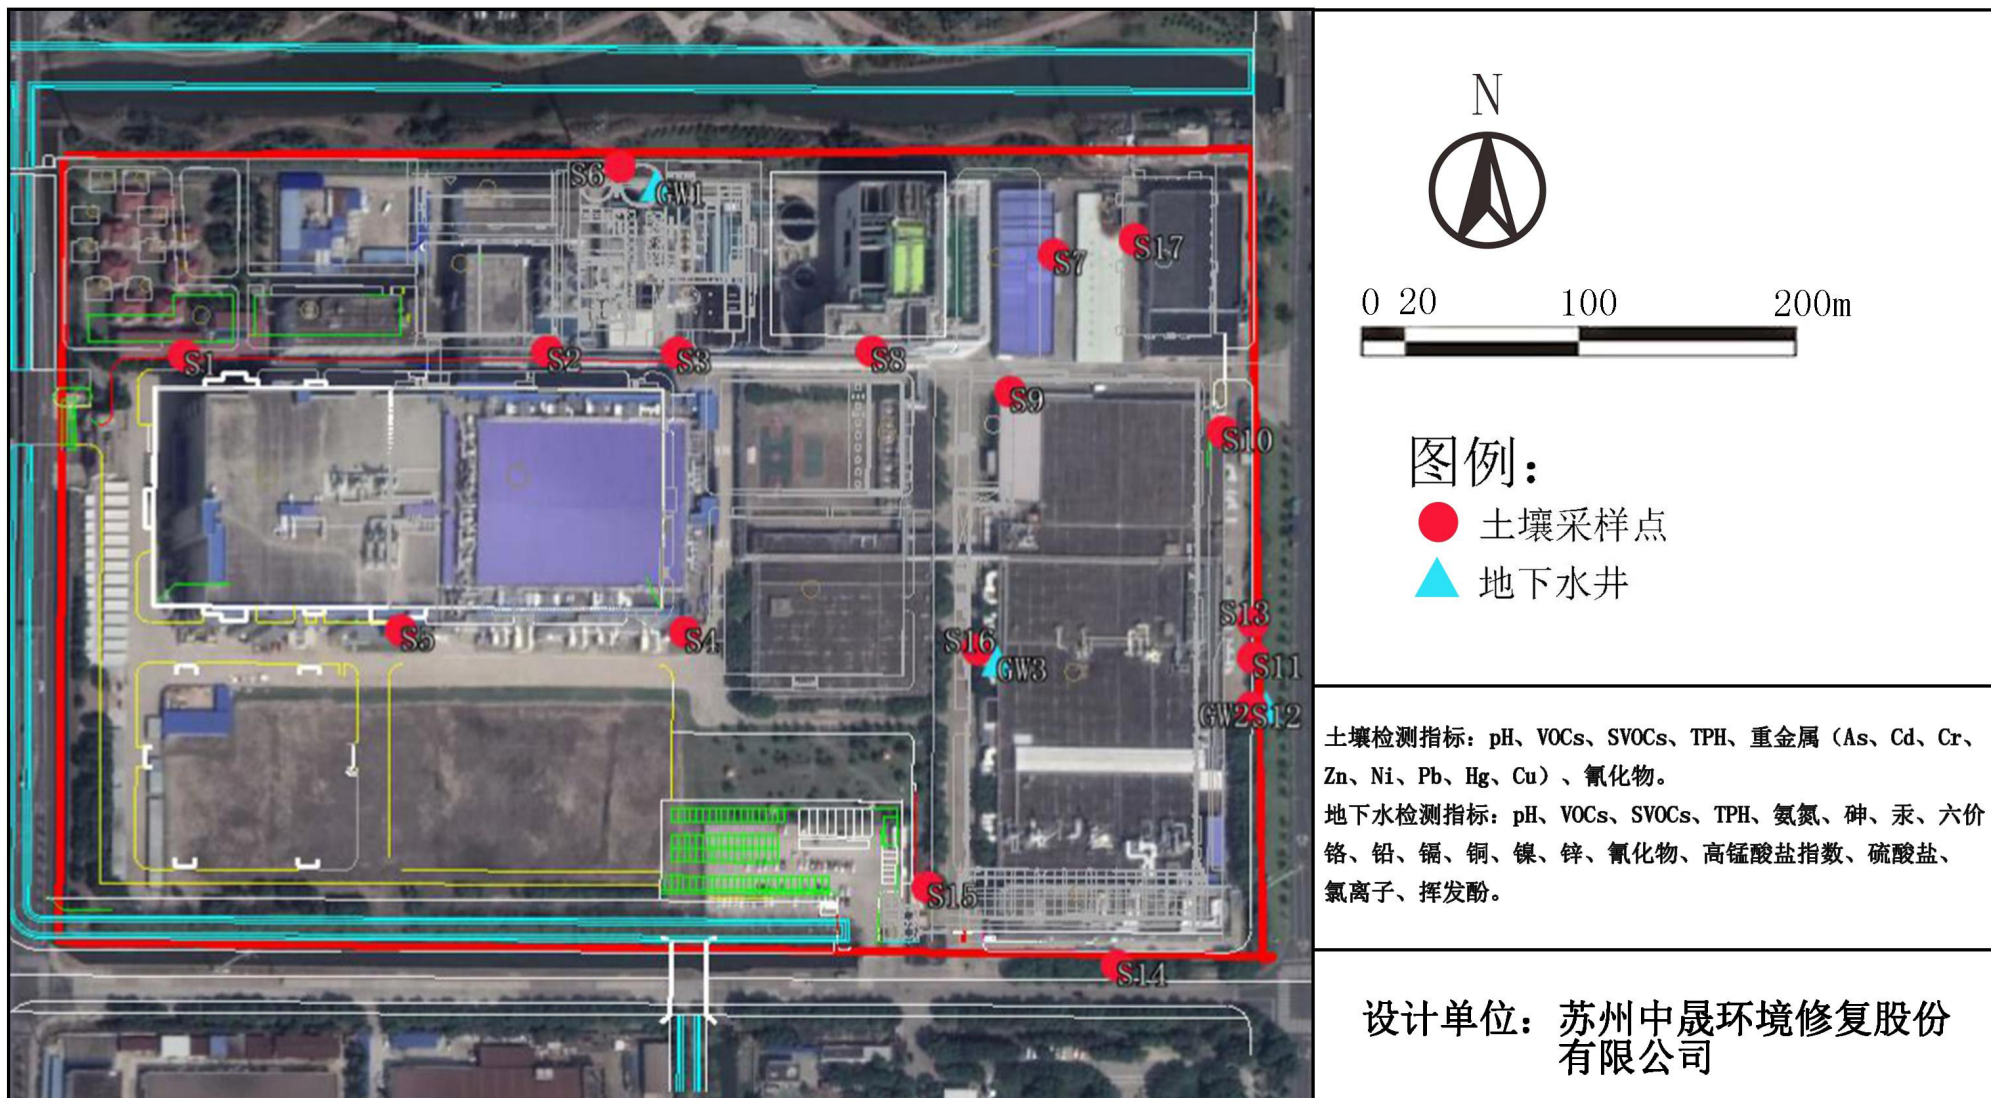 S6
GW1
S17
S7
S1
S2
S3
S8
S9
S10
S13
S5
S4
S16
GW3
S11
GW2
S12
S15
S14
N
0 20 100 200m
图例：
土壤采样点
地下水井
土壤检测指标：pH、VOCs、SVOCs、TPH、重金属（As、Cd、Cr、
Zn、Ni、Pb、Hg、Cu）、氰化物。
地下水检测指标：pH、VOCs、SVOCs、TPH、氨氮、砷、汞、六价
铬、铅、镉、铜、镍、锌、氰化物、高锰酸盐指数、硫酸盐、
氯离子、挥发酚。
设计单位：苏州中晟环境修复股份
有限公司